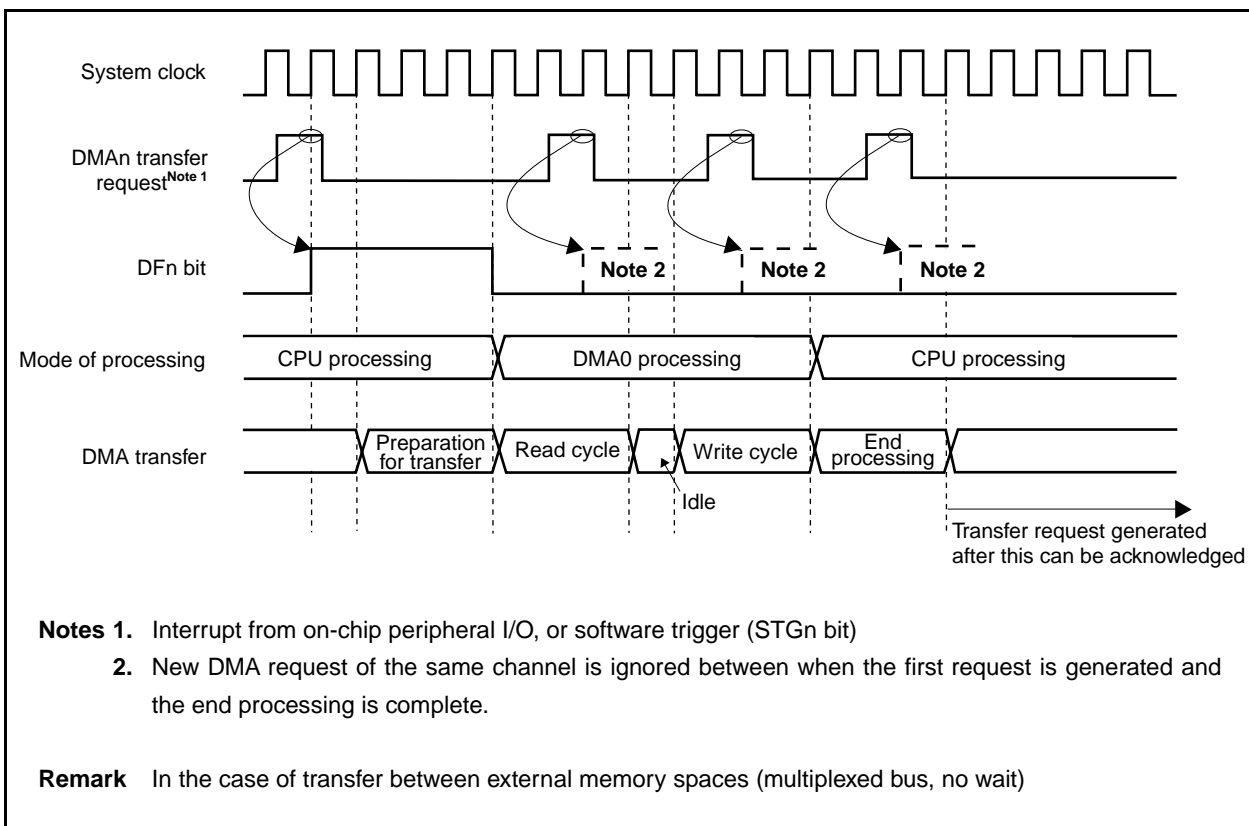 System clock
DMAn transfer
requestNote 1
DFn bit
Note 2
Note 2
Note 2
Mode of processing
CPU processing
DMA0 processing
CPU processing
DMA transfer
Preparation
for transfer
Read cycle
Idle
Write cycle
End
processing
Transfer request generated
after this can be acknowledged
Notes 1. Interrupt from on-chip peripheral I/O, or software trigger (STGn bit)
2. New DMA request of the same channel is ignored between when the first request is generated and
the end processing is complete.
Remark In the case of transfer between external memory spaces (multiplexed bus, no wait)